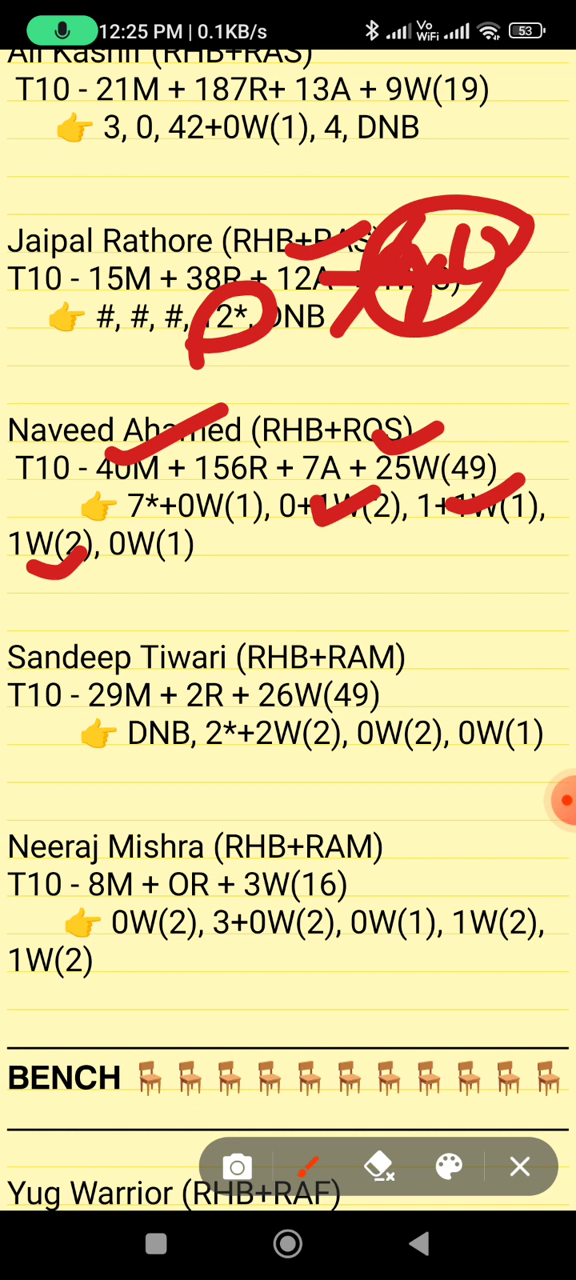 12:25 PM | 0.1KB/s
Vo
WiFi
53
Ali Kashif (RHB+RAS)
T10 - 21M + 187R+ 13A + 9W(19)
👉 3, 0, 42+0W(1), 4, DNB
Jaipal Rathore (RHB+RAS)
T10 - 15M + 38R + 12A
👉 #, #, #, 12*, DNB
Naveed Ahamed (RHB+ROS)
T10 - 40M + 156R + 7A + 25W(49)
👉 7*+0W(1), 0+1W(2), 1+1W(1),
1W(2), 0W(1)
Sandeep Tiwari (RHB+RAM)
T10 - 29M + 2R + 26W(49)
👉 DNB, 2*+2W(2), 0W(2), 0W(1)
Neeraj Mishra (RHB+RAM)
T10 - 8M + OR + 3W(16)
👉 0W(2), 3+0W(2), 0W(1), 1W(2),
1W(2)
BENCH 🪑 🪑 🪑 🪑 🪑 🪑 🪑 🪑 🪑 🪑 🪑
Yug Warrior (RHB+RAF)